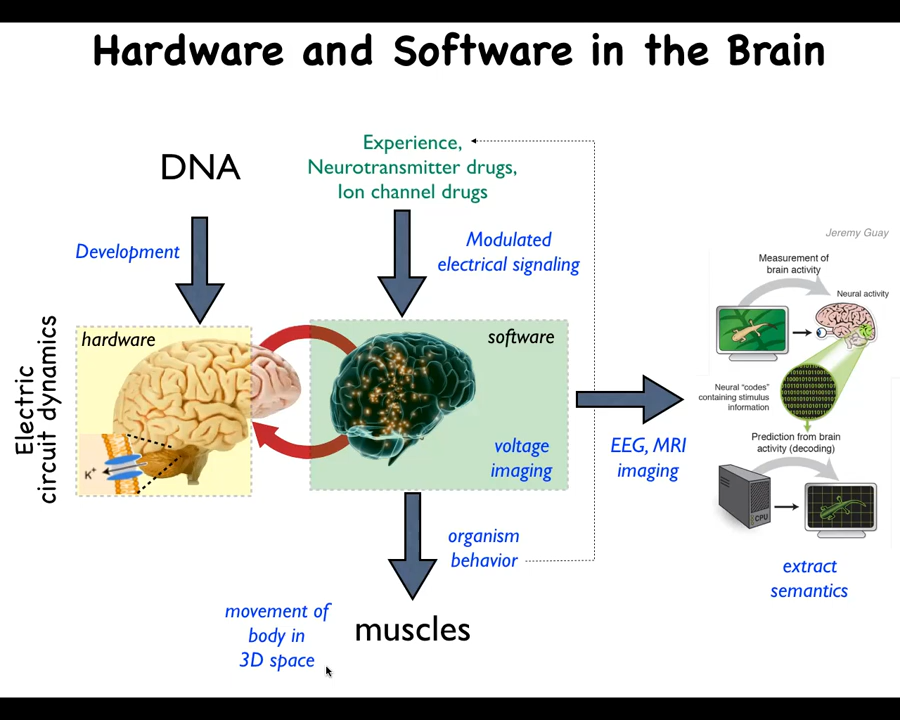 Hardware and Software in the Brain
DNA
Experience,
Neurotransmitter drugs,
Ion channel drugs
Development
Modulated
electrical signaling
Electric
circuit dynamics
hardware
K+
software
voltage
imaging
EEG, MRI
imaging
organism
behavior
movement of
body in
3D space
muscles
Jeremy Guay
Measurement of
brain activity
Neural activity
Neural "codes"
containing stimulus
information
Prediction from brain
activity (decoding)
CPU
extract
semantics